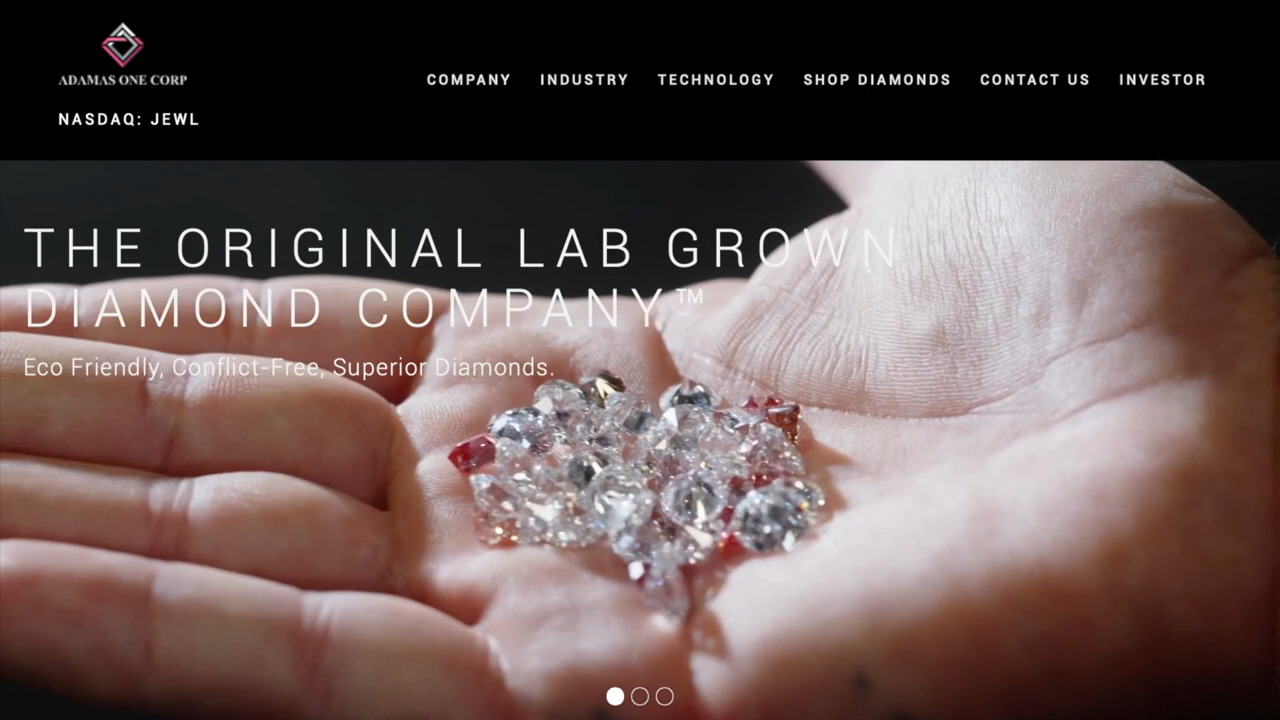 ADAMAS ONE CORP
NASDAQ: JEWL
COMPANY INDUSTRY TECHNOLOGY SHOP DIAMONDS CONTACT US INVESTOR
THE ORIGINAL LAB GROWN
DIAMOND COMPANY™
Eco Friendly, Conflict-Free, Superior Diamonds.